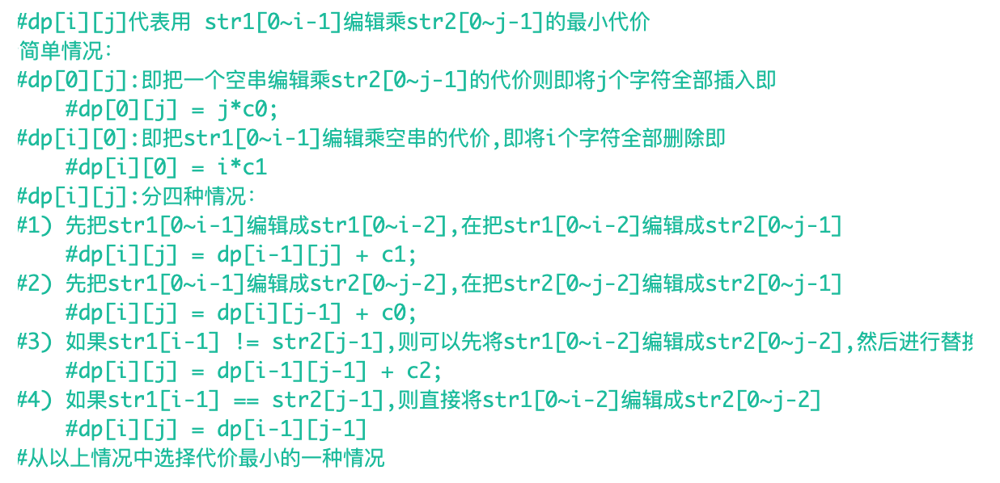 #dp[i][j]代表用 str1[0~i-1]编辑乘str2[0~j-1]的最小代价
简单情况:
#dp[0][j]:即把一个空串编辑乘str2[0~j-1]的代价则即将j个字符全部插入即
#dp[0][j] = j*c0;
#dp[i][0]:即把str1[0~i-1]编辑乘空串的代价,即将i个字符全部删除即
#dp[i][0] = i*c1
#dp[i][j]:分四种情况:
#1) 先把str1[0~i-1]编辑成str1[0~i-2],在把str1[0~i-2]编辑成str2[0~j-1]
#dp[i][j] = dp[i-1][j] + c1;
#2) 先把str1[0~i-1]编辑成str2[0~j-2],在把str2[0~j-2]编辑成str2[0~j-1]
#dp[i][j] = dp[i][j-1] + c0;
#3) 如果str1[i-1] != str2[j-1],则可以先将str1[0~i-2]编辑成str2[0~j-2],然后进行替换
#dp[i][j] = dp[i-1][j-1] + c2;
#4) 如果str1[i-1] == str2[j-1],则直接将str1[0~i-2]编辑成str2[0~j-2]
#dp[i][j] = dp[i-1][j-1]
#从以上情况中选择代价最小的一种情况